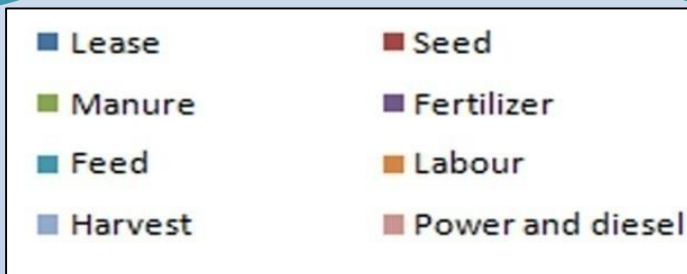 Lease Seed
Manure Fertilizer
Feed Labour
Harvest Power and diesel